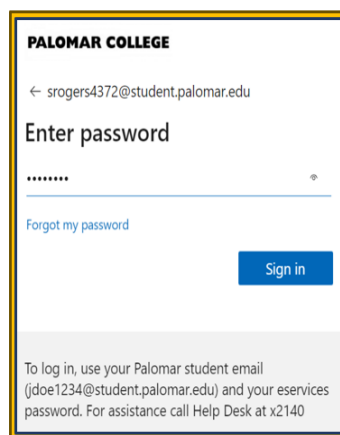 PALOMAR COLLEGE
← srogers4372@student.palomar.edu
Enter password
••••••••
Forgot my password
Sign in
To log in, use your Palomar student email
(jdoe1234@student.palomar.edu) and your eservices
password. For assistance call Help Desk at x2140